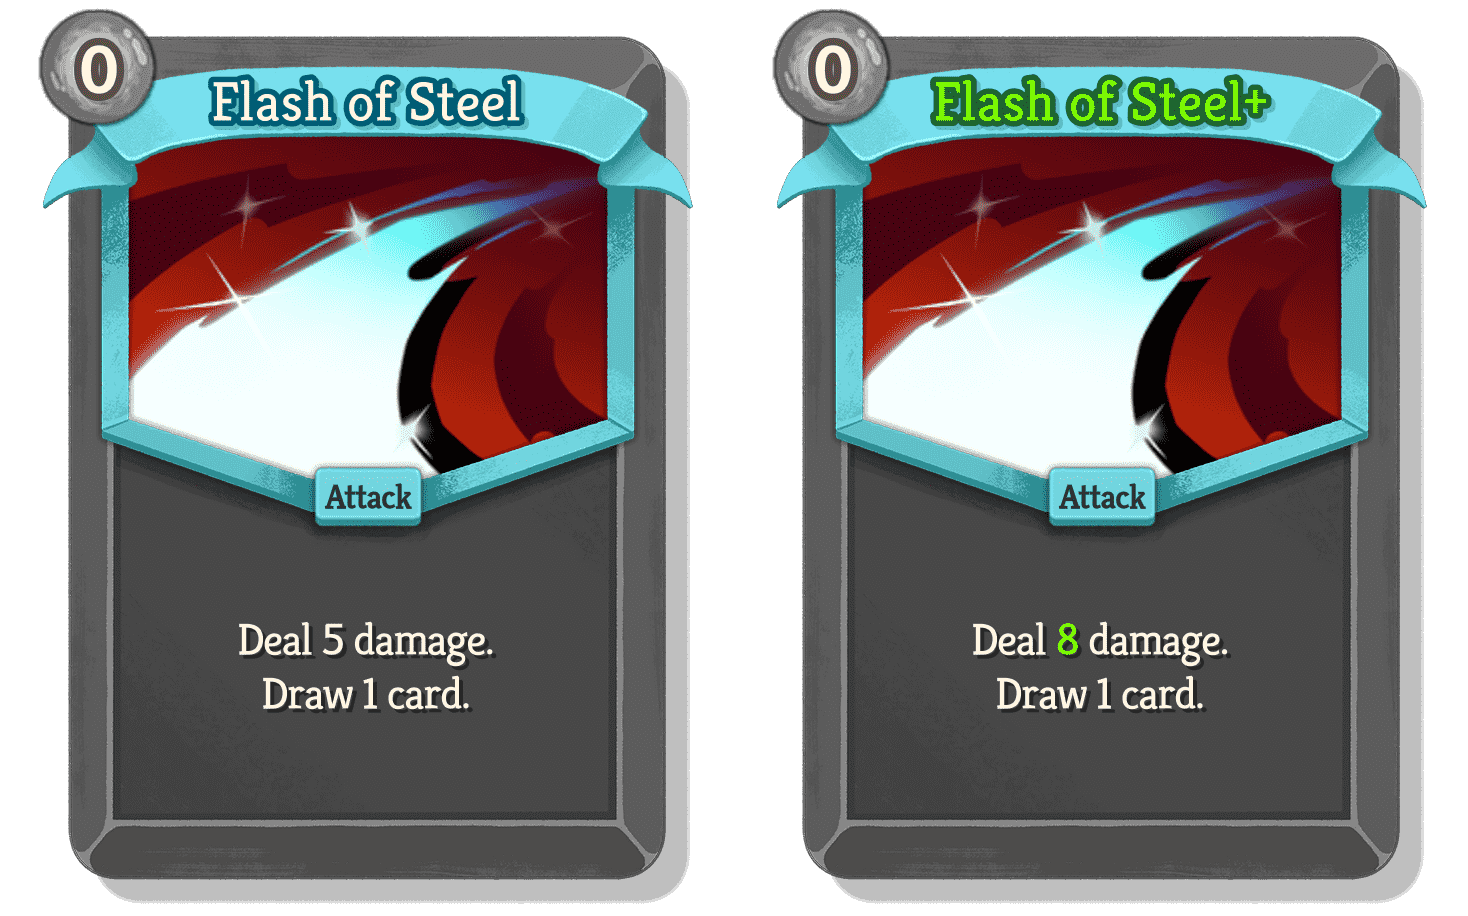 0
Flash of Steel
Attack
Deal 5 damage.
Draw 1 card.
0
Flash of Steel+
Attack
Deal 8 damage.
Draw 1 card.